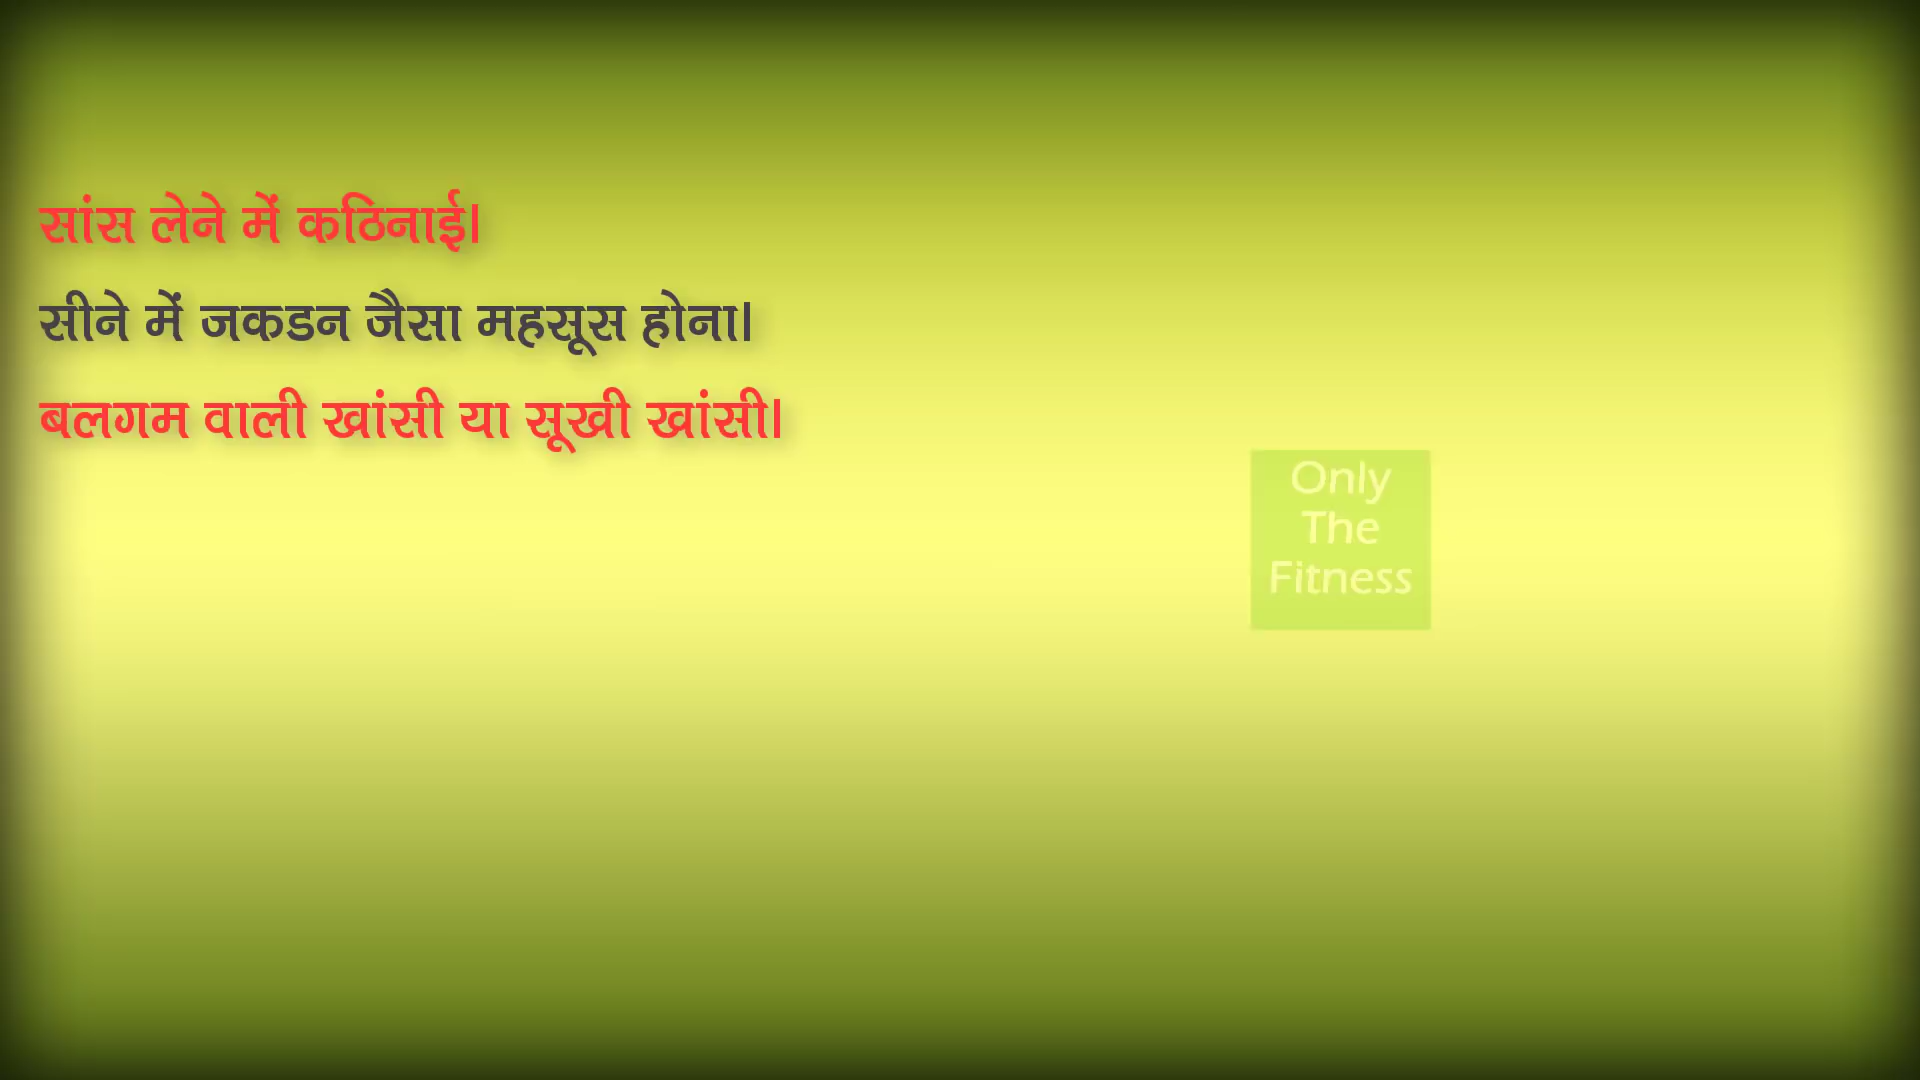 सांस लेने में कठिनाई।
सीने में जकडन जैसा महसूस होना।
बलगम वाली खांसी या सूखी खांसी।
Only
The
Fitness